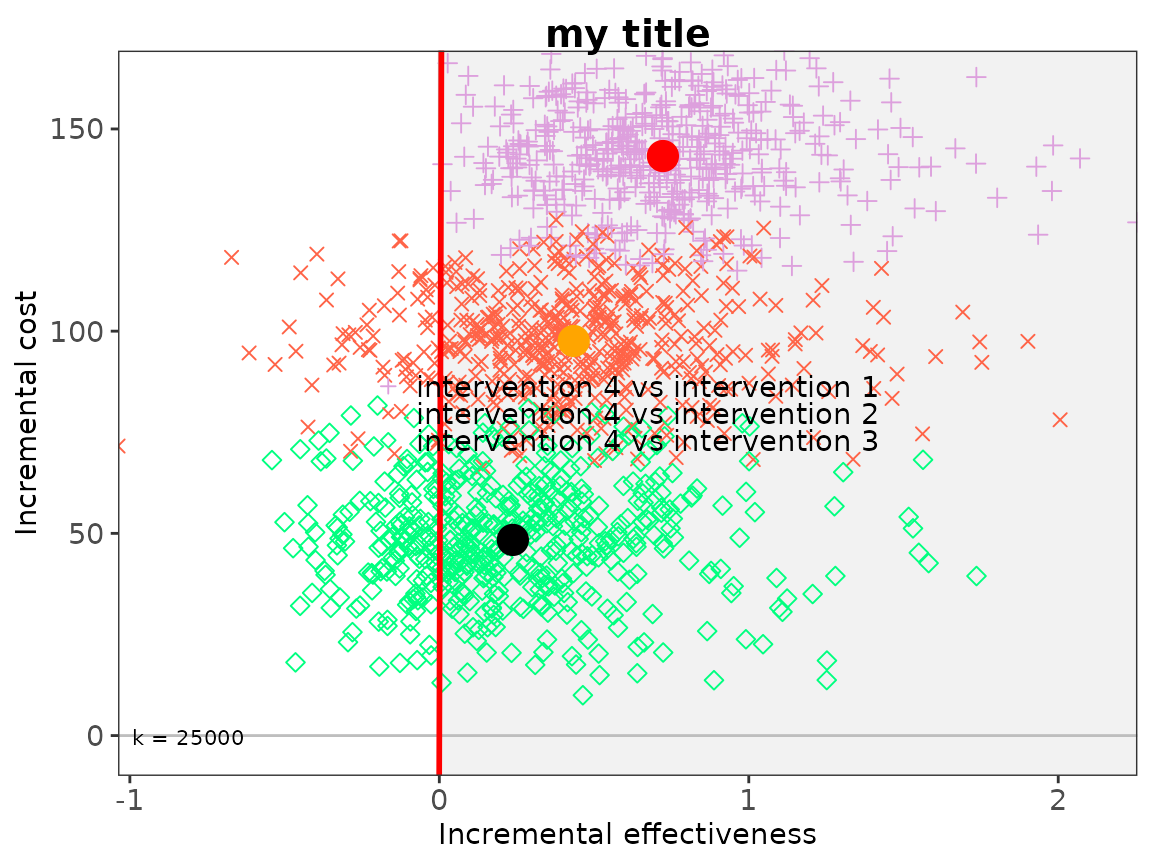 my title
150
100
50
0
Incremental cost
intervention 4 vs intervention 1
intervention 4 vs intervention 2
intervention 4 vs intervention 3
k = 25000
-1
0
1
2
Incremental effectiveness